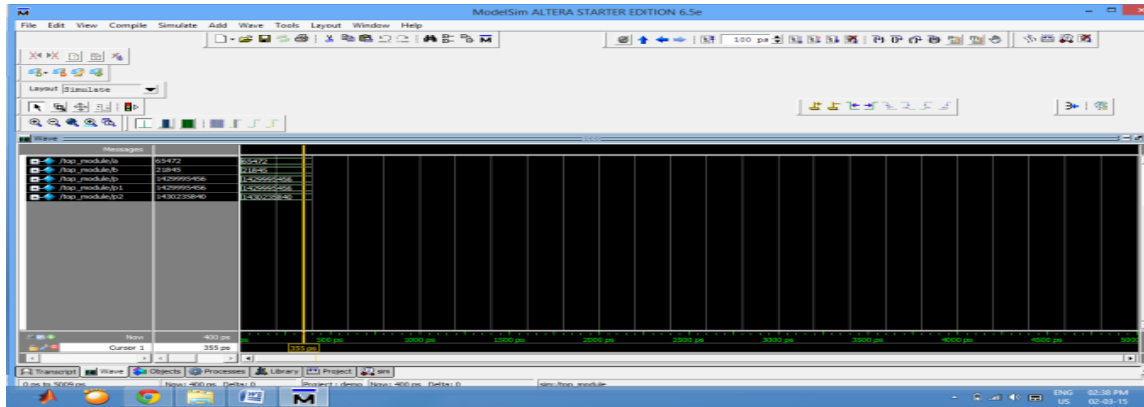 ModelSim ALTERA STARTER EDITION 6.5e
File Edit View Compile Simulate Add Wave Tools Layout Window Help
100 ps
Layout Simulate
Wave
Messages
/top_module/a 65472 65472
/top_module/b 21845 21845
/top_module/p 1429995456 1429995456
/top_module/p1 1429995456 1429995456
/top_module/p2 1430235840 1430235840
Now 400 ps ps 500 ps 1000 ps 1500 ps 2000 ps 2500 ps 3000 ps 3500 ps 4000 ps 4500 ps 5000
Cursor 1 355 ps 355 ps
Transcript Wave Objects Processes Library Project sim
0 ps to 5009 ps Now: 400 ps Delta: 0 Project : demo Now: 400 ps Delta: 0 sim:/top_module
ENG 02:38 PM
US 02-03-15